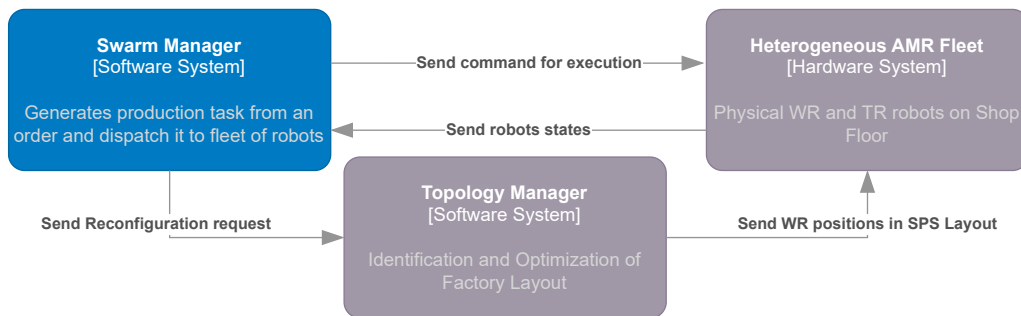 Swarm Manager
[Software System]
Generates production task from an
order and dispatch it to fleet of robots
Send command for execution
Send robots states
Heterogeneous AMR Fleet
[Hardware System]
Physical WR and TR robots on Shop
Floor
Send Reconfiguration request
Topology Manager
[Software System]
Identification and Optimization of
Factory Layout
Send WR positions in SPS Layout